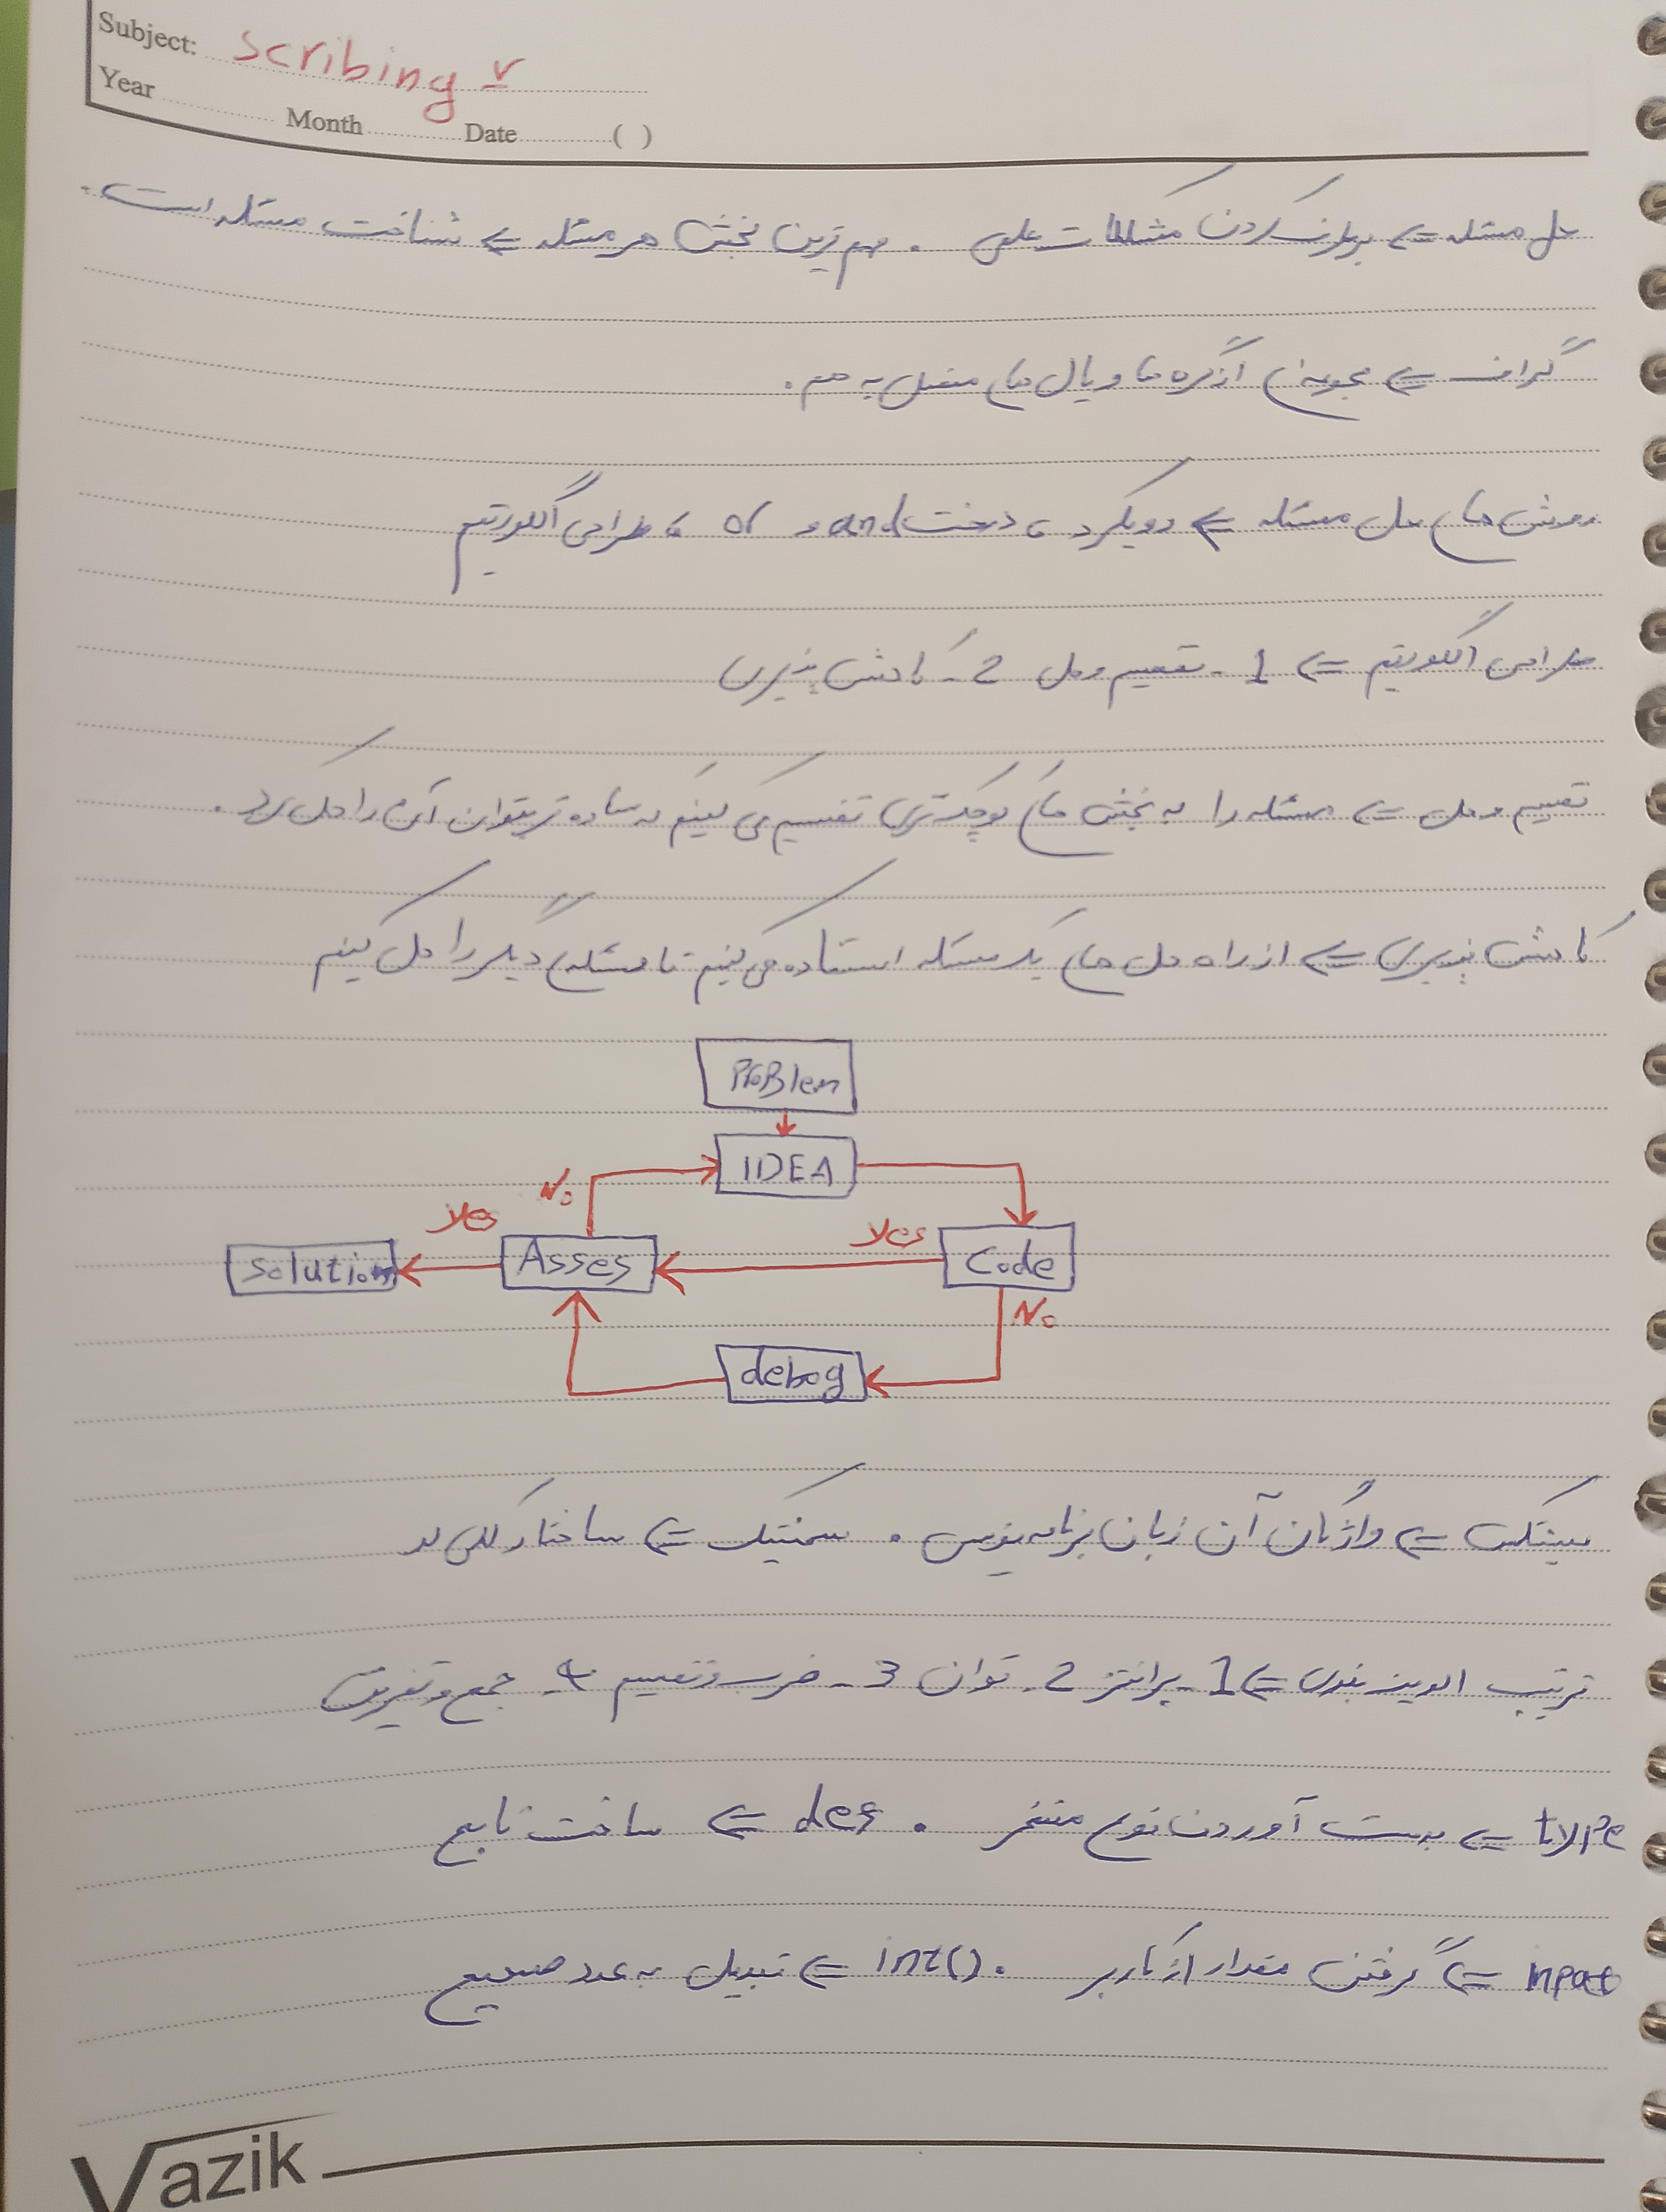 Subject: Scribing ۷
Year Month Date ( )
حل مسئله ⇐ برطرف کردن مشکلات علمی . مهم ترین بخش هر مسئله ⇐ شناخت مسئله است.
گراف ⇐ مجموعه ای از گره ها و یال های متصل به هم.
روش های حل مسئله ⇐ رویکرد ، درخت and و or ، طراحی الگوریتم
طراحی الگوریتم ⇐ 1 - تقسیم و حل 2 - کاهش پذیری
تقسیم و حل ⇐ مسئله را به بخش های کوچک تری تقسیم می کنیم که ساده تر بتوان آن را حل کرد .
کاهش پذیری ⇐ از راه حل های یک مسئله استفاده می کنیم تا مسئله ی دیگر را حل کنیم
ProBlem
IDEA
No
yes
yes
solution
Asses
Code
No
debog
سینتکس ⇐ واژگان آن زبان برنامه نویسی . سمنتیک ⇐ ساختار کلی کد
ترتیب الویت بندی ⇐ 1 - پرانتز 2 - توان 3 - ضرب و تقسیم 4 - جمع و تفریق
type ⇐ بدست آوردن نوع متغیر . def ⇐ ساخت تابع
input ⇐ گرفتن مقدار از کاربر . int() ⇐ تبدیل به عدد صحیح
Vazik